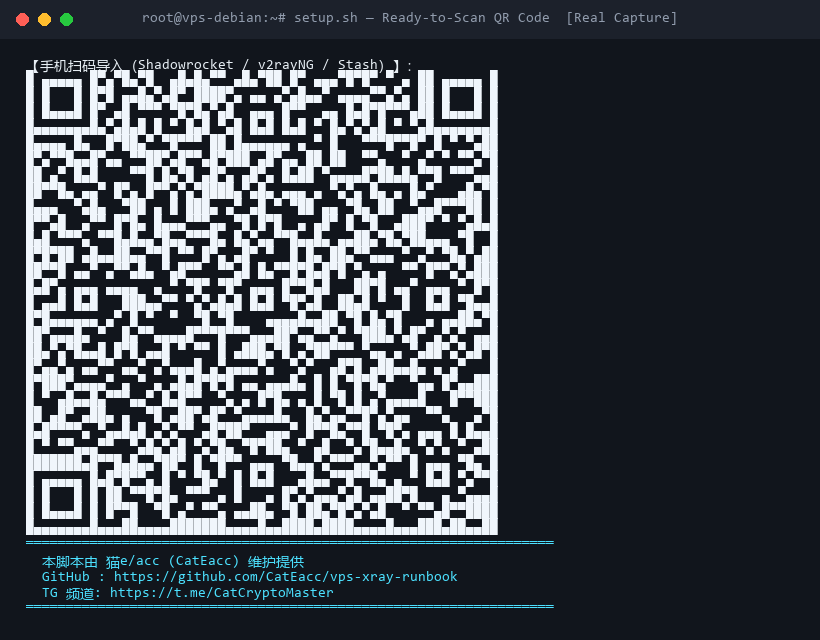 root@vps-debian:~# setup.sh — Ready-to-Scan QR Code [Real Capture]
【手机扫码导入 (Shadowrocket / v2rayNG / Stash) 】:
本脚本由 猫e/acc (CatEacc) 维护提供
GitHub : https://github.com/CatEacc/vps-xray-runbook
TG 频道: https://t.me/CatCryptoMaster